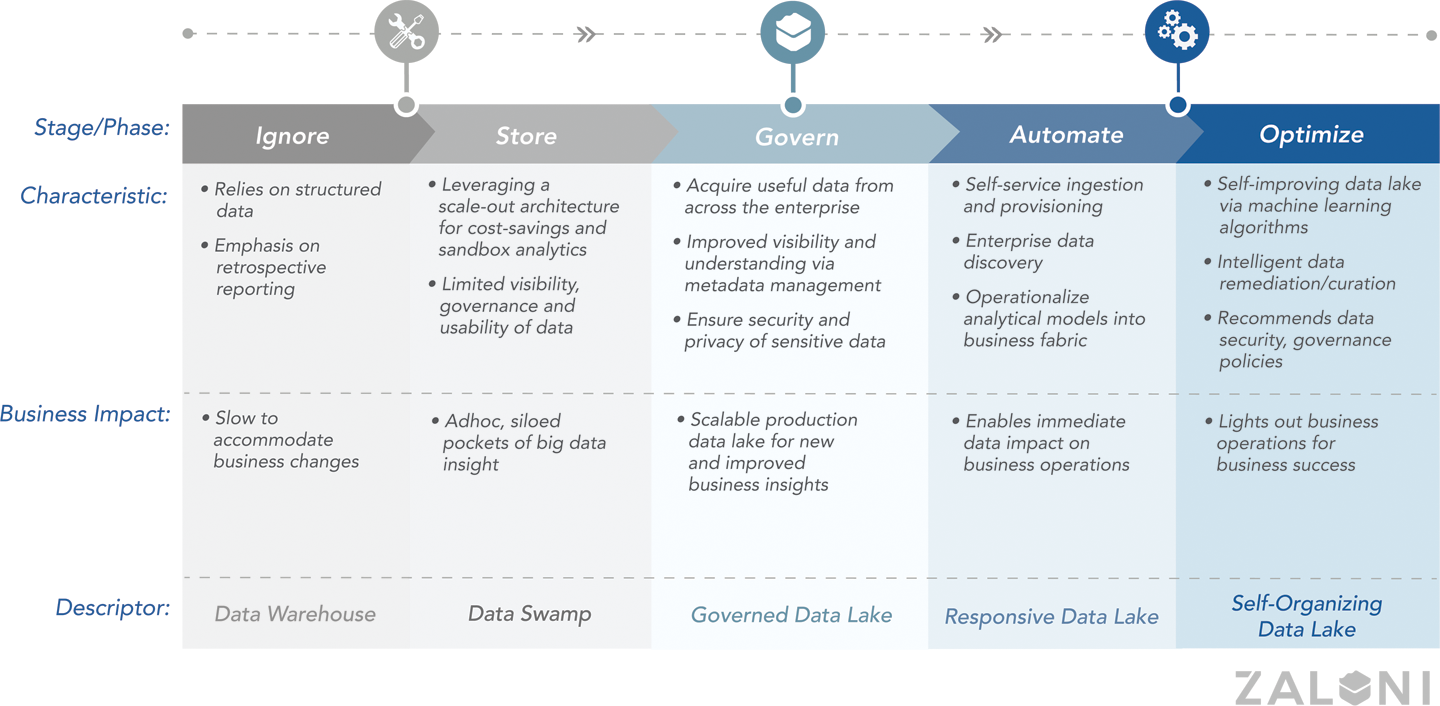 Stage/Phase:
Ignore
Store
Govern
Automate
Optimize
Characteristic:
• Relies on structured
data
• Emphasis on
retrospective
reporting
• Leveraging a
scale-out architecture
for cost-savings and
sandbox analytics
• Limited visibility,
governance and
usability of data
• Acquire useful data from
across the enterprise
• Improved visibility and
understanding via
metadata management
• Ensure security and
privacy of sensitive data
• Self-service ingestion
and provisioning
• Enterprise data
discovery
• Operationalize
analytical models into
business fabric
• Self-improving data lake
via machine learning
algorithms
• Intelligent data
remediation/curation
• Recommends data
security, governance
policies
Business Impact:
• Slow to
accommodate
business changes
• Adhoc, siloed
pockets of big data
insight
• Scalable production
data lake for new
and improved
business insights
• Enables immediate
data impact on
business operations
• Lights out business
operations for
business success
Descriptor:
Data Warehouse
Data Swamp
Governed Data Lake
Responsive Data Lake
Self-Organizing
Data Lake
ZALONI